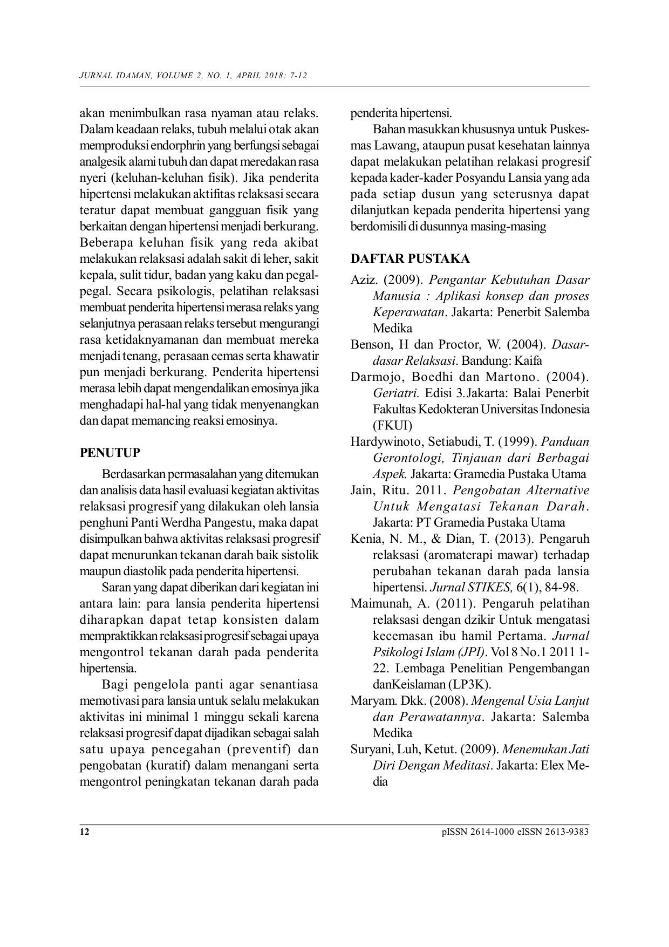 JURNAL IDAMAN, VOLUME 2, NO. 1, APRIL 2018: 7-12
akan menimbulkan rasa nyaman atau relaks.
Dalam keadaan relaks, tubuh melalui otak akan
memproduksi endorphrin yang berfungsi sebagai
analgesik alami tubuh dan dapat meredakan rasa
nyeri (keluhan-keluhan fisik). Jika penderita
hipertensi melakukan aktifitas relaksasi secara
teratur dapat membuat gangguan fisik yang
berkaitan dengan hipertensi menjadi berkurang.
Beberapa keluhan fisik yang reda akibat
melakukan relaksasi adalah sakit di leher, sakit
kepala, sulit tidur, badan yang kaku dan pegal-
pegal. Secara psikologis, pelatihan relaksasi
membuat penderita hipertensi merasa relaks yang
selanjutnya perasaan relaks tersebut mengurangi
rasa ketidaknyamanan dan membuat mereka
menjadi tenang, perasaan cemas serta khawatir
pun menjadi berkurang. Penderita hipertensi
merasa lebih dapat mengendalikan emosinya jika
menghadapi hal-hal yang tidak menyenangkan
dan dapat memancing reaksi emosinya.
PENUTUP
Berdasarkan permasalahan yang ditemukan
dan analisis data hasil evaluasi kegiatan aktivitas
relaksasi progresif yang dilakukan oleh lansia
penghuni Panti Werdha Pangestu, maka dapat
disimpulkan bahwa aktivitas relaksasi progresif
dapat menurunkan tekanan darah baik sistolik
maupun diastolik pada penderita hipertensi.
Saran yang dapat diberikan dari kegiatan ini
antara lain: para lansia penderita hipertensi
diharapkan dapat tetap konsisten dalam
mempraktikkan relaksasi progresif sebagai upaya
mengontrol tekanan darah pada penderita
hipertensia.
Bagi pengelola panti agar senantiasa
memotivasi para lansia untuk selalu melakukan
aktivitas ini minimal 1 minggu sekali karena
relaksasi progresif dapat dijadikan sebagai salah
satu upaya pencegahan (preventif) dan
pengobatan (kuratif) dalam menangani serta
mengontrol peningkatan tekanan darah pada
penderita hipertensi.
Bahan masukkan khususnya untuk Puskes-
mas Lawang, ataupun pusat kesehatan lainnya
dapat melakukan pelatihan relakasi progresif
kepada kader-kader Posyandu Lansia yang ada
pada setiap dusun yang seterusnya dapat
dilanjutkan kepada penderita hipertensi yang
berdomisili di dusunnya masing-masing
DAFTAR PUSTAKA
Aziz. (2009). Pengantar Kebutuhan Dasar
Manusia : Aplikasi konsep dan proses
Keperawatan. Jakarta: Penerbit Salemba
Medika
Benson, H dan Proctor, W. (2004). Dasar-
dasar Relaksasi. Bandung: Kaifa
Darmojo, Boedhi dan Martono. (2004).
Geriatri. Edisi 3.Jakarta: Balai Penerbit
Fakultas Kedokteran Universitas Indonesia
(FKUI)
Hardywinoto, Setiabudi, T. (1999). Panduan
Gerontologi, Tinjauan dari Berbagai
Aspek. Jakarta: Gramedia Pustaka Utama
Jain, Ritu. 2011. Pengobatan Alternative
Untuk Mengatasi Tekanan Darah.
Jakarta: PT Gramedia Pustaka Utama
Kenia, N. M., & Dian, T. (2013). Pengaruh
relaksasi (aromaterapi mawar) terhadap
perubahan tekanan darah pada lansia
hipertensi. Jurnal STIKES, 6(1), 84-98.
Maimunah, A. (2011). Pengaruh pelatihan
relaksasi dengan dzikir Untuk mengatasi
kecemasan ibu hamil Pertama. Jurnal
Psikologi Islam (JPI). Vol 8 No.1 2011 1-
22. Lembaga Penelitian Pengembangan
danKeislaman (LP3K).
Maryam. Dkk. (2008). Mengenal Usia Lanjut
dan Perawatannya. Jakarta: Salemba
Medika
Suryani, Luh, Ketut. (2009). Menemukan Jati
Diri Dengan Meditasi. Jakarta: Elex Me-
dia
12
pISSN 2614-1000 eISSN 2613-9383